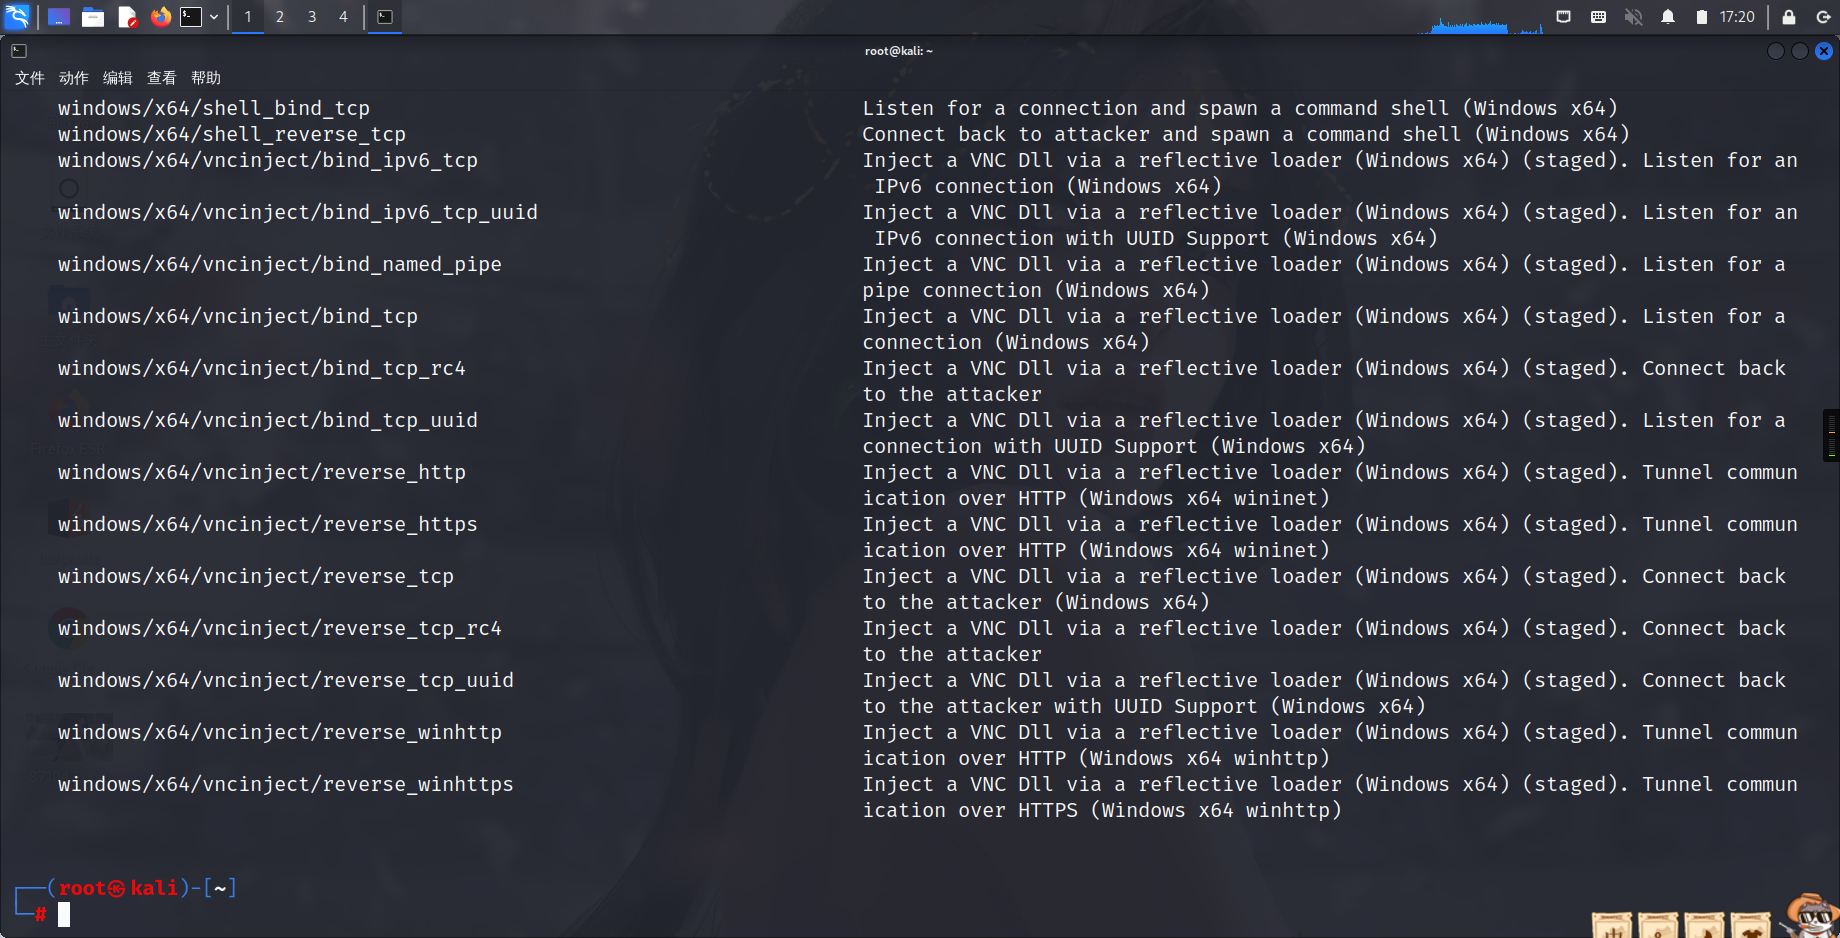 1 2 3 4 17:20
root@kali: ~
文件 动作 编辑 查看 帮助
windows/x64/shell_bind_tcp Listen for a connection and spawn a command shell (Windows x64)
windows/x64/shell_reverse_tcp Connect back to attacker and spawn a command shell (Windows x64)
windows/x64/vncinject/bind_ipv6_tcp Inject a VNC Dll via a reflective loader (Windows x64) (staged). Listen for an
IPv6 connection (Windows x64)
windows/x64/vncinject/bind_ipv6_tcp_uuid Inject a VNC Dll via a reflective loader (Windows x64) (staged). Listen for an
IPv6 connection with UUID Support (Windows x64)
windows/x64/vncinject/bind_named_pipe Inject a VNC Dll via a reflective loader (Windows x64) (staged). Listen for a
pipe connection (Windows x64)
windows/x64/vncinject/bind_tcp Inject a VNC Dll via a reflective loader (Windows x64) (staged). Listen for a
connection (Windows x64)
windows/x64/vncinject/bind_tcp_rc4 Inject a VNC Dll via a reflective loader (Windows x64) (staged). Connect back
to the attacker
windows/x64/vncinject/bind_tcp_uuid Inject a VNC Dll via a reflective loader (Windows x64) (staged). Listen for a
connection with UUID Support (Windows x64)
windows/x64/vncinject/reverse_http Inject a VNC Dll via a reflective loader (Windows x64) (staged). Tunnel commun
ication over HTTP (Windows x64 wininet)
windows/x64/vncinject/reverse_https Inject a VNC Dll via a reflective loader (Windows x64) (staged). Tunnel commun
ication over HTTP (Windows x64 wininet)
windows/x64/vncinject/reverse_tcp Inject a VNC Dll via a reflective loader (Windows x64) (staged). Connect back
to the attacker (Windows x64)
windows/x64/vncinject/reverse_tcp_rc4 Inject a VNC Dll via a reflective loader (Windows x64) (staged). Connect back
to the attacker
windows/x64/vncinject/reverse_tcp_uuid Inject a VNC Dll via a reflective loader (Windows x64) (staged). Connect back
to the attacker with UUID Support (Windows x64)
windows/x64/vncinject/reverse_winhttp Inject a VNC Dll via a reflective loader (Windows x64) (staged). Tunnel commun
ication over HTTP (Windows x64 winhttp)
windows/x64/vncinject/reverse_winhttps Inject a VNC Dll via a reflective loader (Windows x64) (staged). Tunnel commun
ication over HTTPS (Windows x64 winhttp)
┌──(root㉿kali)-[~]
└─#